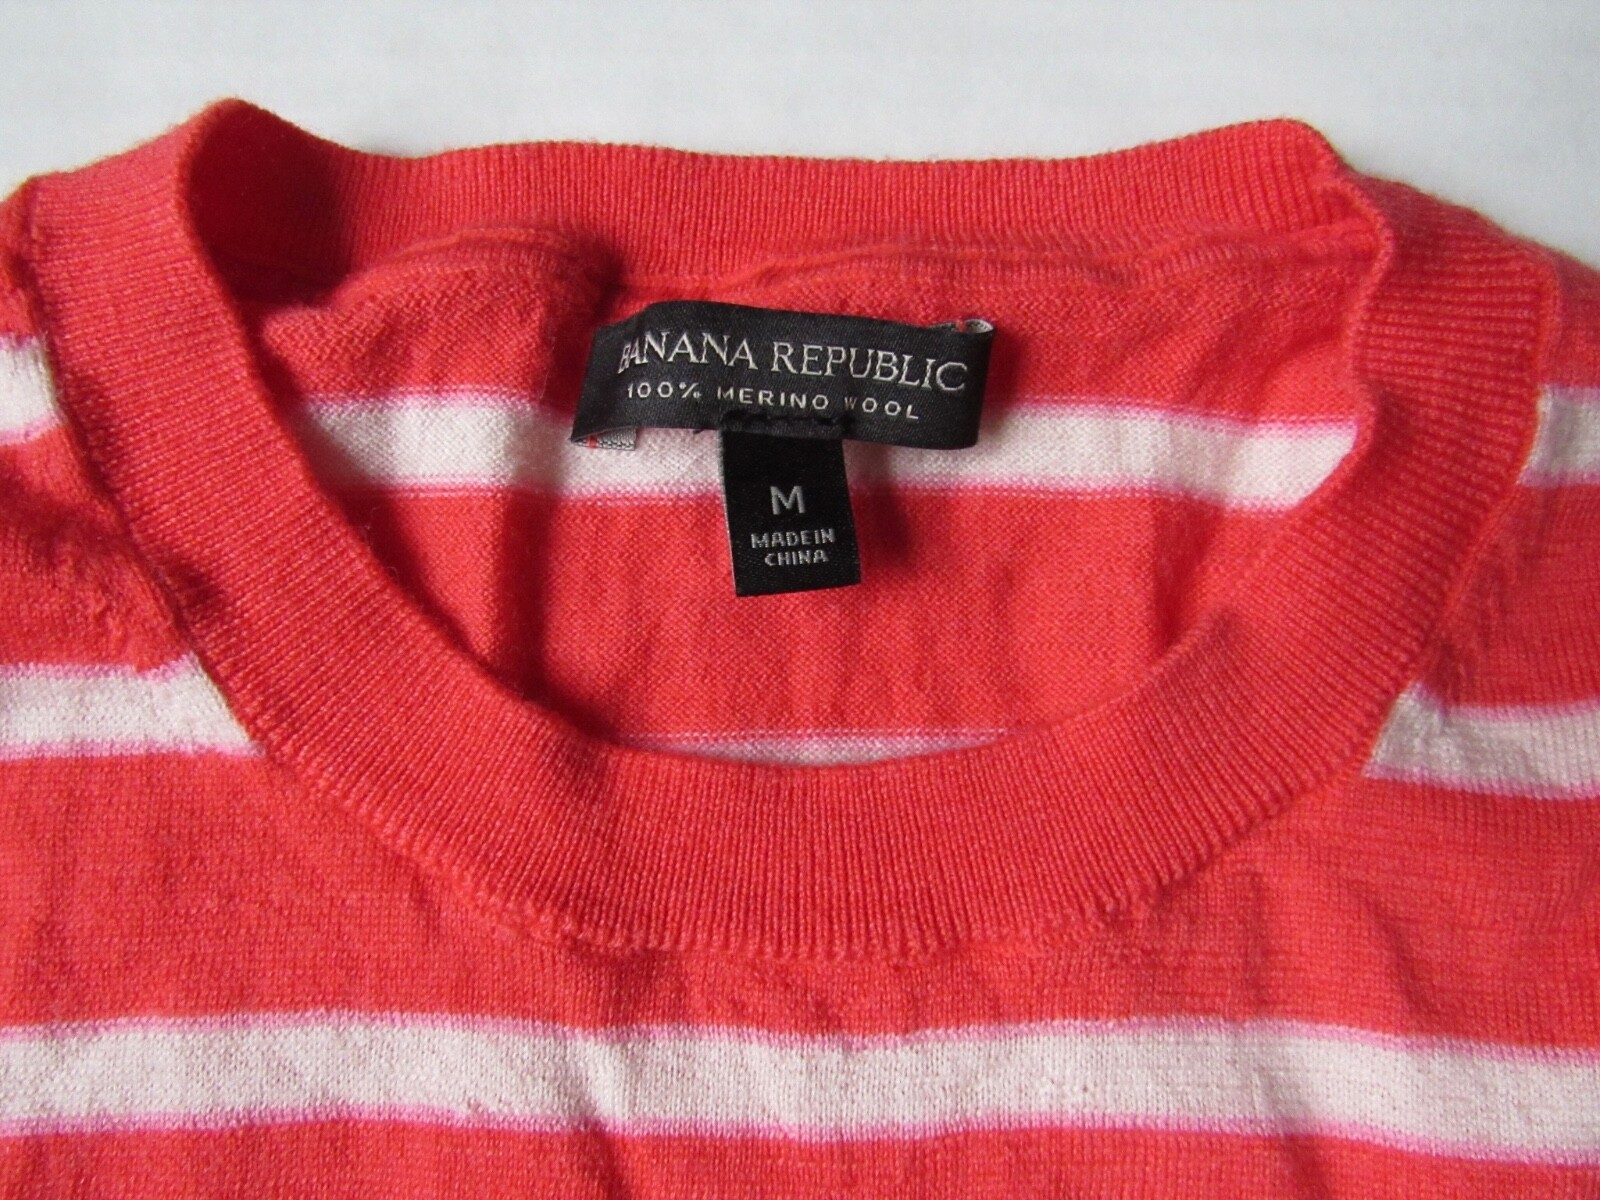 BANANA REPUBLIC
100% MERINO WOOL
M
MADE IN
CHINA